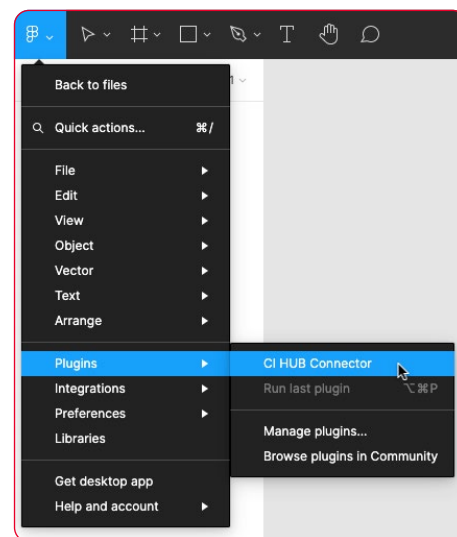 T
1
Back to files
Quick actions... ⌘/
File
Edit
View
Object
Vector
Text
Arrange
Plugins
CI HUB Connector
Integrations
Run last plugin ⌥⌘P
Preferences
Libraries
Manage plugins...
Browse plugins in Community
Get desktop app
Help and account